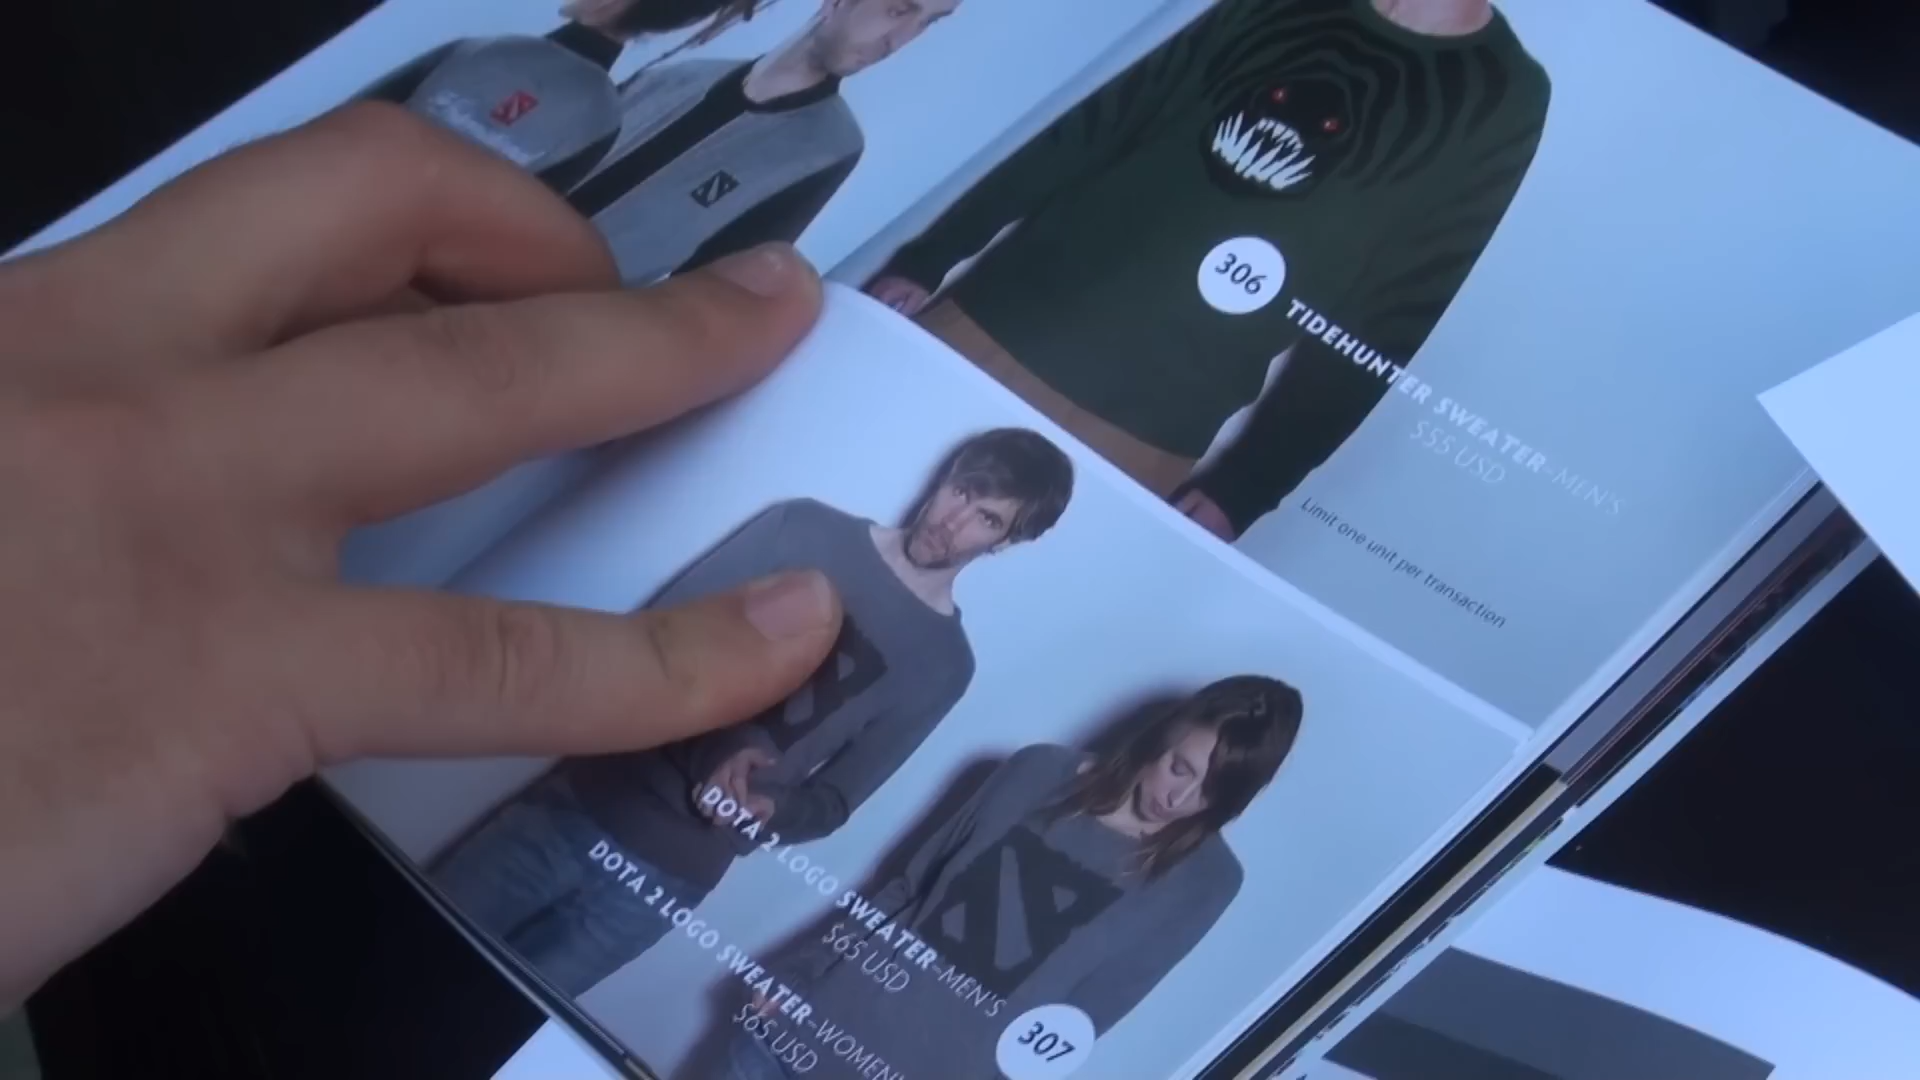 306
TIDEHUNTER SWEATER–MEN'S
$55 USD
Limit one unit per transaction
DOTA 2 LOGO SWEATER–MEN'S
$65 USD
DOTA 2 LOGO SWEATER–WOMEN'
$65 USD
307